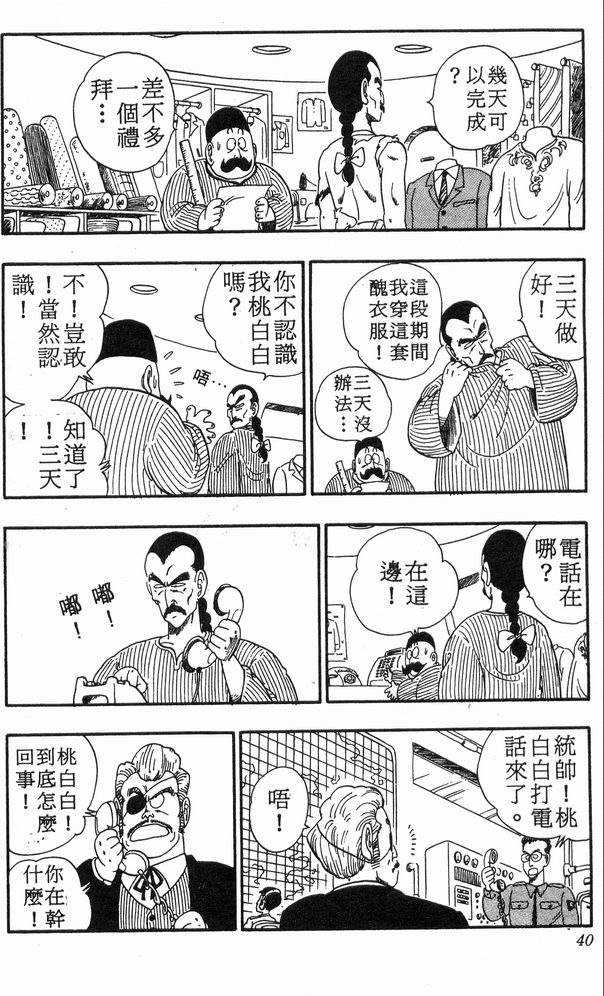 幾天可
以完成
？
差不多
一個禮
拜…
三天做
好！
這段期間
我穿這套
醜衣服！
三天沒
辦法…
你不認識
我桃白白
嗎？
唔…
不！豈敢
！當然認
識！
知道了
！三天
！
電話在
哪？
在這
邊！
嘟！
嘟！
統帥！桃
白白打電
話來了。
唔！
桃白白！
到底怎麼
回事！
你在幹
什麼！
40